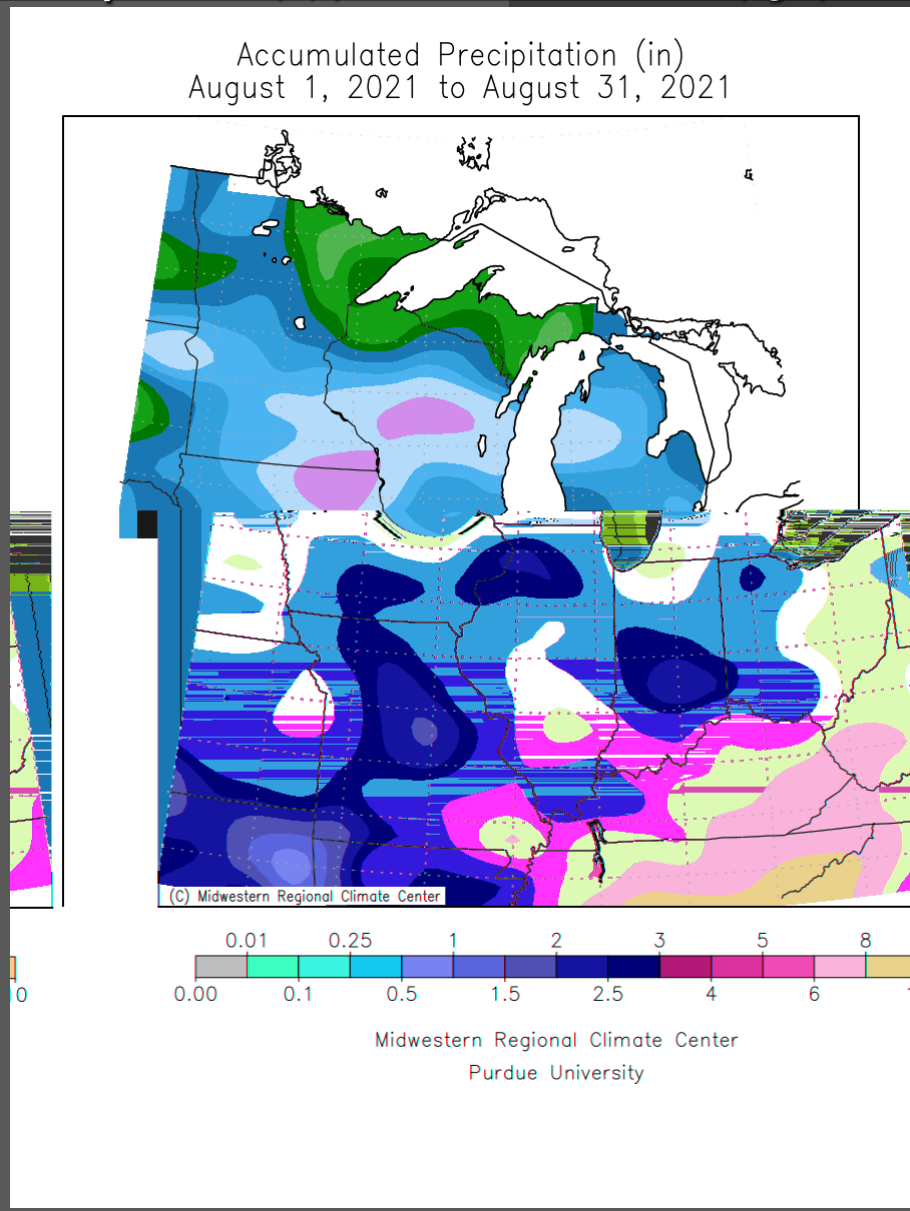 Accumulated Precipitation (in)
August 1, 2021 to August 31, 2021
(C) Midwestern Regional Climate Center
0.01 0.25 1 2 3 5 8
0.00 0.1 0.5 1.5 2.5 4 6
Midwestern Regional Climate Center
Purdue University